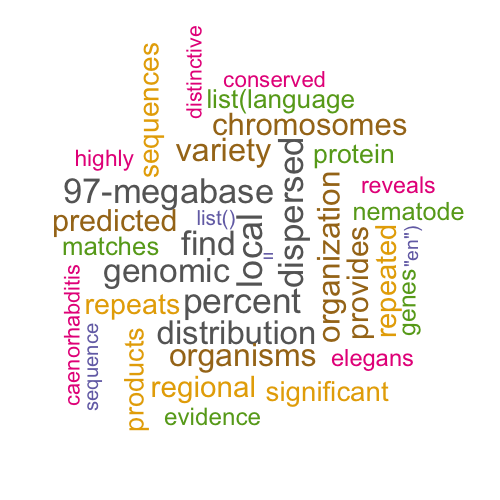 distinctive
sequences
conserved
list(language
chromosomes
variety
protein
highly
dispersed
reveals
97-megabase
nematode
predicted
list()
local
organization
matches
find
=
provides
repeated
"en")
genes
genomic
caenorhabditis
repeats
percent
sequence
distribution
products
organisms
elegans
regional
significant
evidence